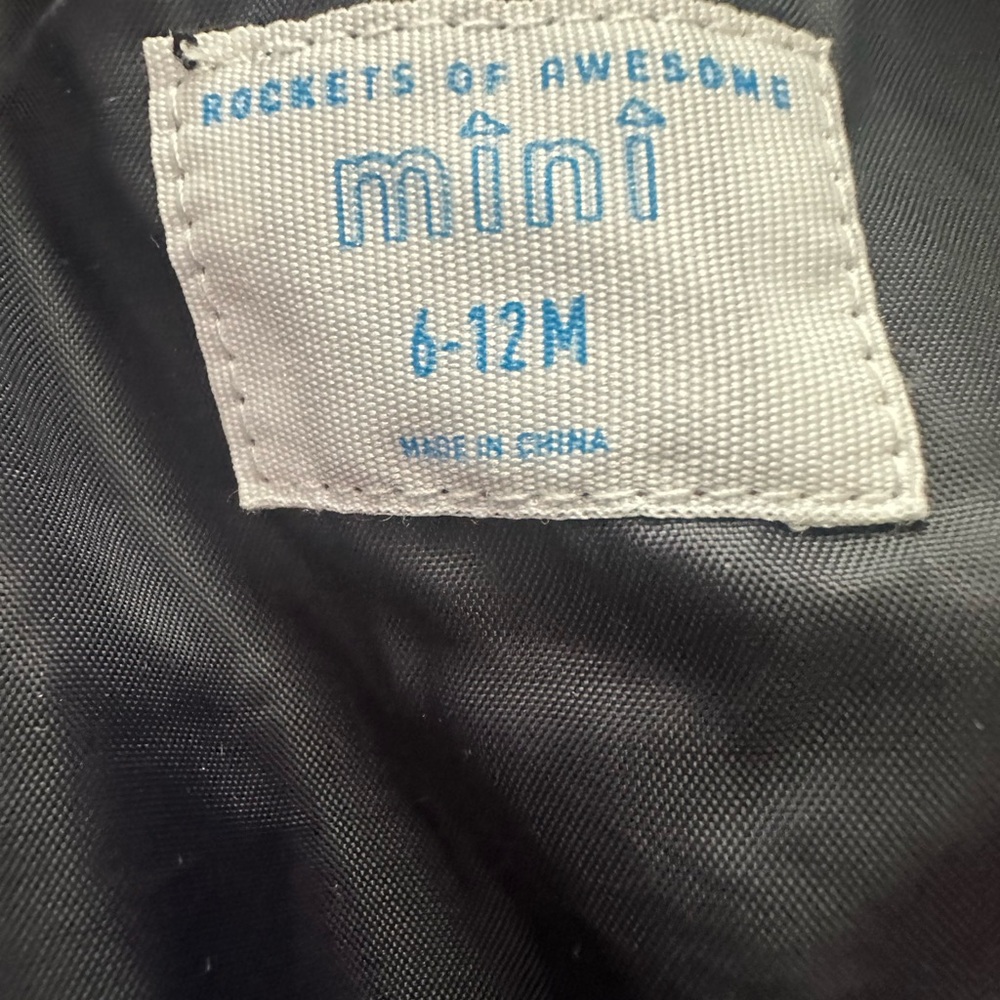 ROCKETS OF AWESOME
mini
6-12M
MADE IN CHINA